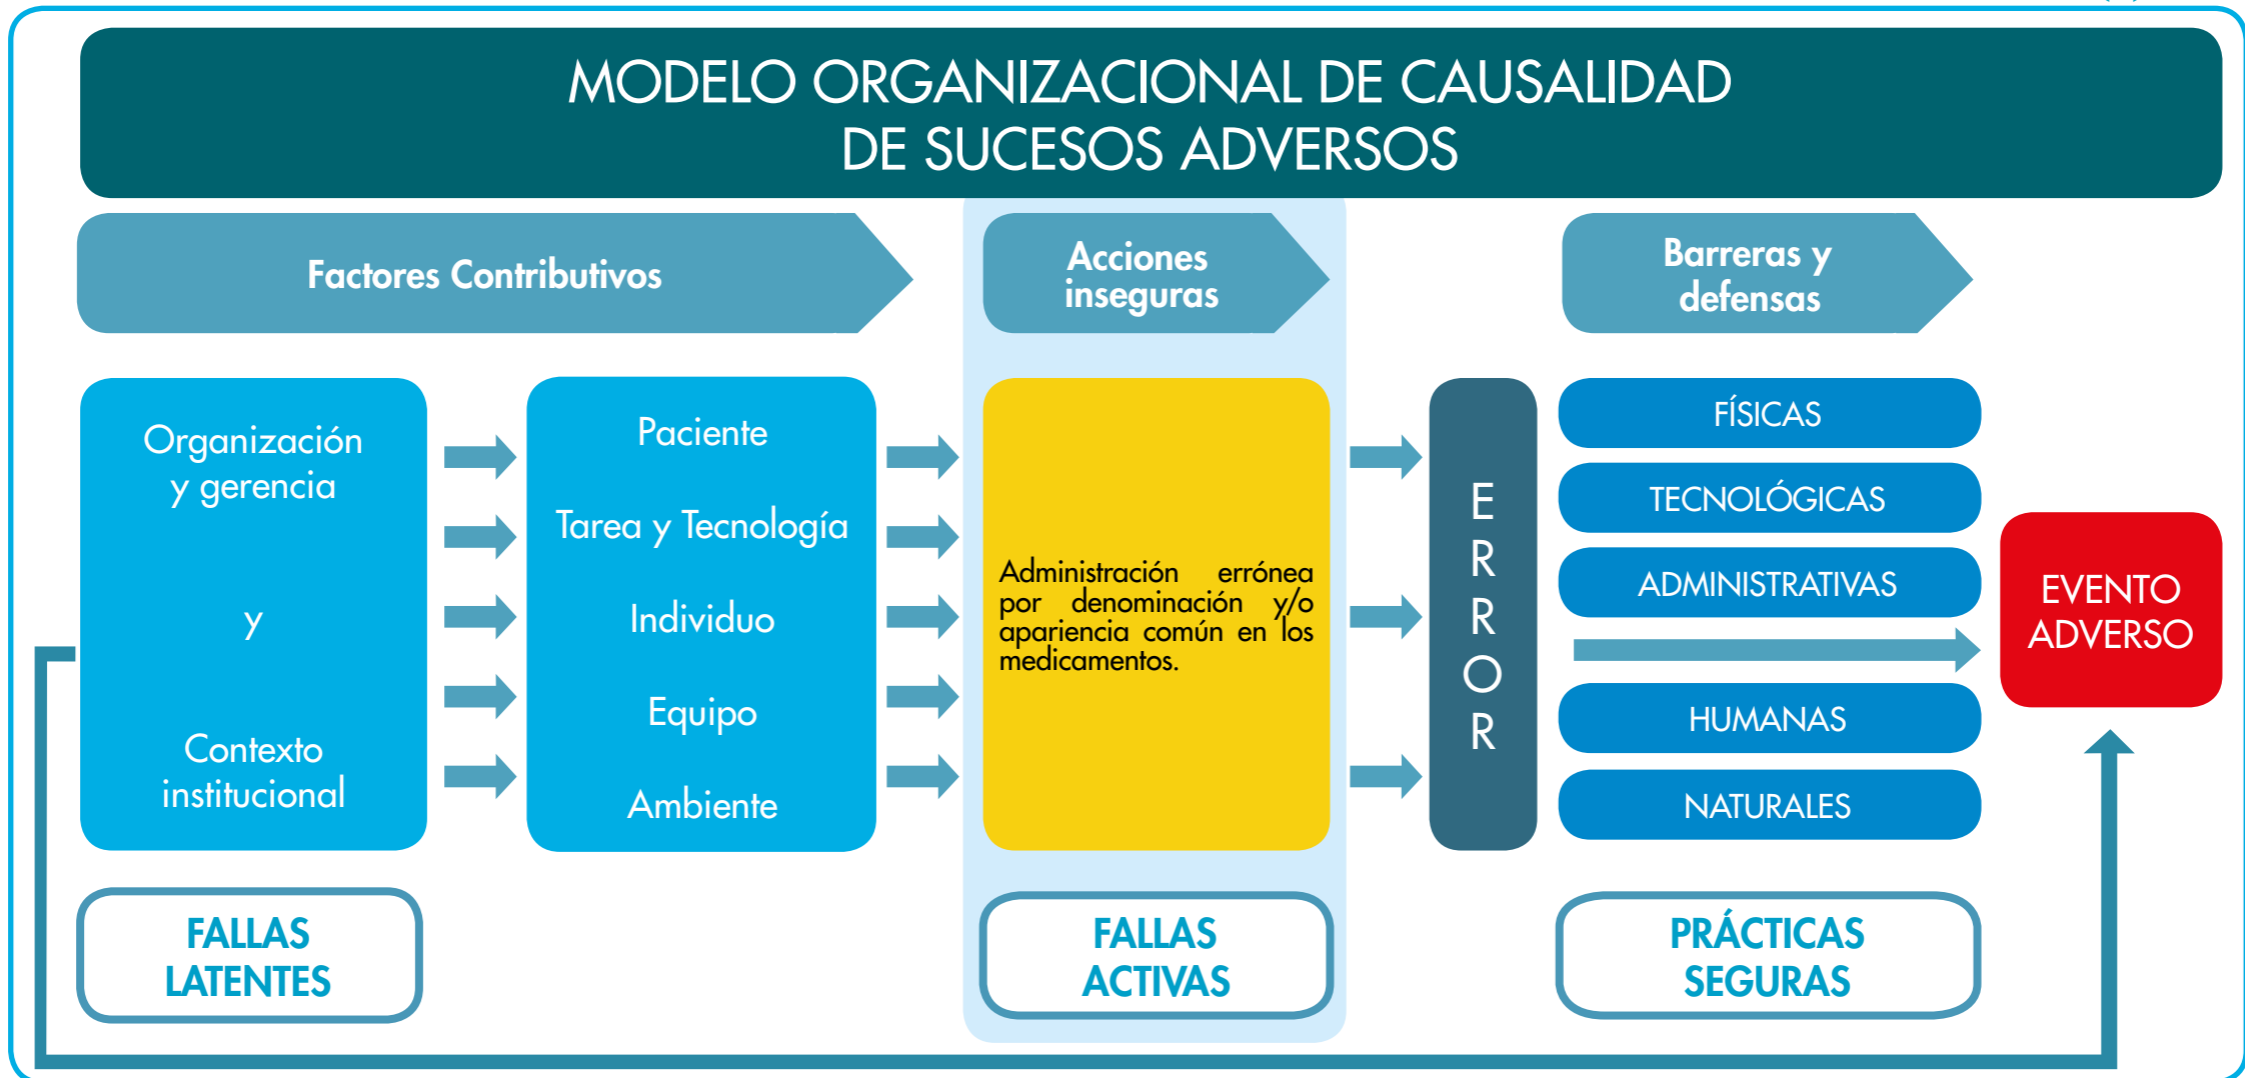 MODELO ORGANIZACIONAL DE CAUSALIDAD
DE SUCESOS ADVERSOS
Factores Contributivos
Acciones
inseguras
Barreras y
defensas
Organización
y gerencia
y
Contexto
institucional
Paciente
Tarea y Tecnología
Individuo
Equipo
Ambiente
Administración errónea
por denominación y/o
apariencia común en los
medicamentos.
E
R
R
O
R
FÍSICAS
TECNOLÓGICAS
ADMINISTRATIVAS
HUMANAS
NATURALES
EVENTO
ADVERSO
FALLAS
LATENTES
FALLAS
ACTIVAS
PRÁCTICAS
SEGURAS